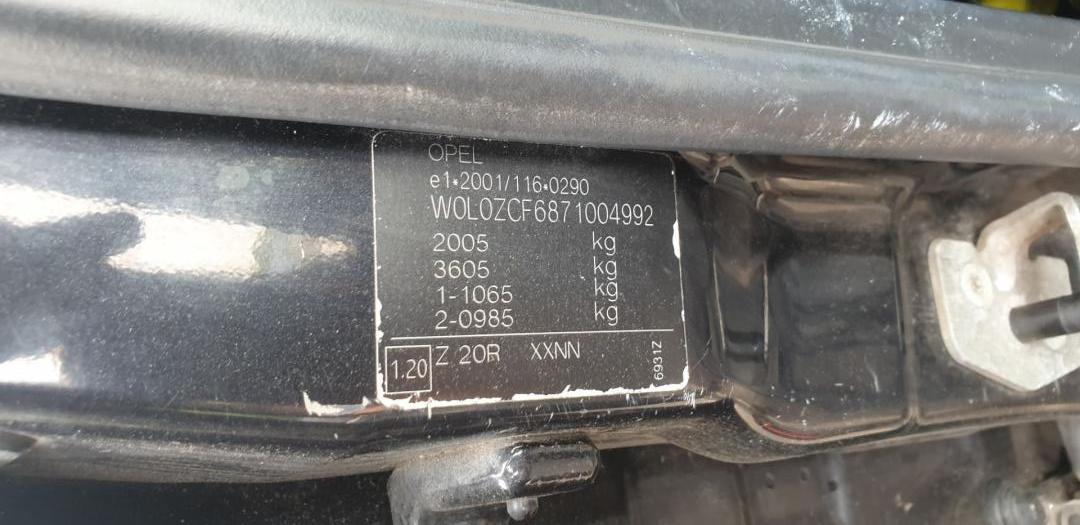 OPEL
e1*2001/116*0290
W0L0ZCF6871004992
2005 kg
3605 kg
1-1065 kg
2-0985 kg
1.20 Z 20R XXNN
6931Z